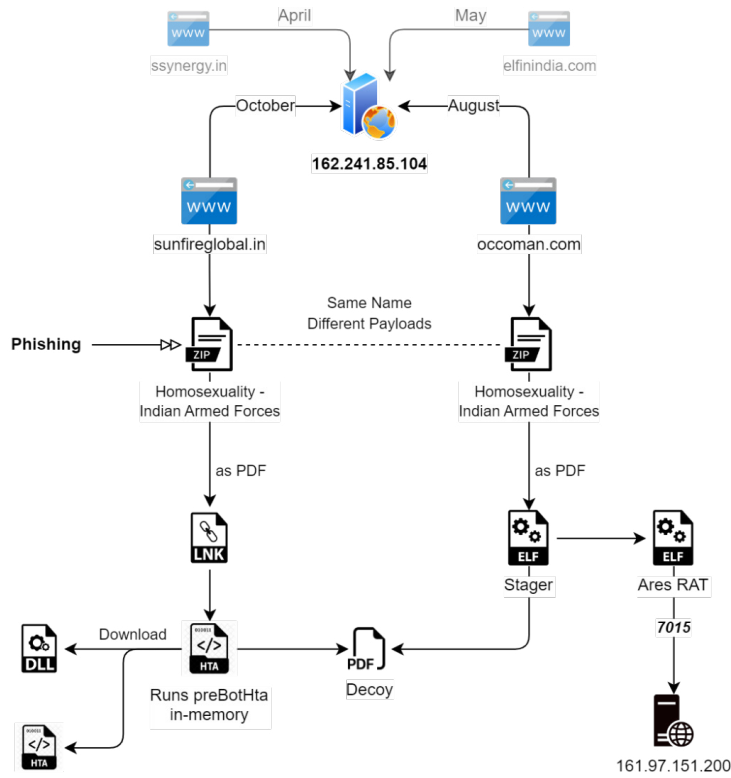 April
May
WWW
WWW
ssynergy.in
elfinindia.com
October
August
162.241.85.104
WWW
WWW
sunfireglobal.in
occoman.com
Same Name
Different Payloads
Phishing
ZIP
ZIP
Homosexuality -
Indian Armed Forces
Homosexuality -
Indian Armed Forces
as PDF
as PDF
LNK
ELF
ELF
Stager
Ares RAT
7015
Download
010011
</>
HTA
DLL
PDF
Decoy
Runs preBotHta
in-memory
010011
</>
HTA
161.97.151.200